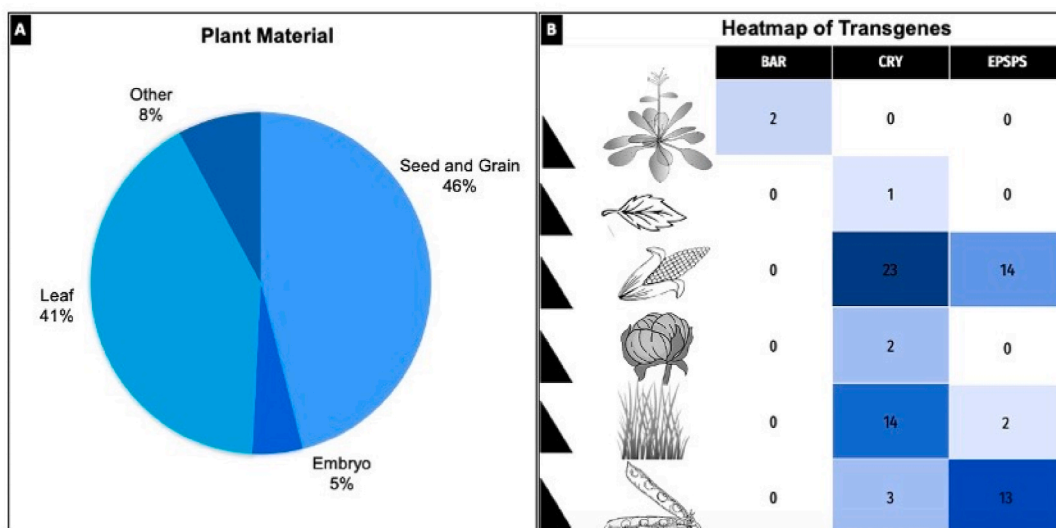 A
Plant Material
Other
8%
Seed and Grain
46%
Leaf
41%
Embryo
5%
B
Heatmap of Transgenes
BAR CRY EPSPS
2 0 0
0 1 0
0 23 14
0 2 0
0 14 2
0 3 13